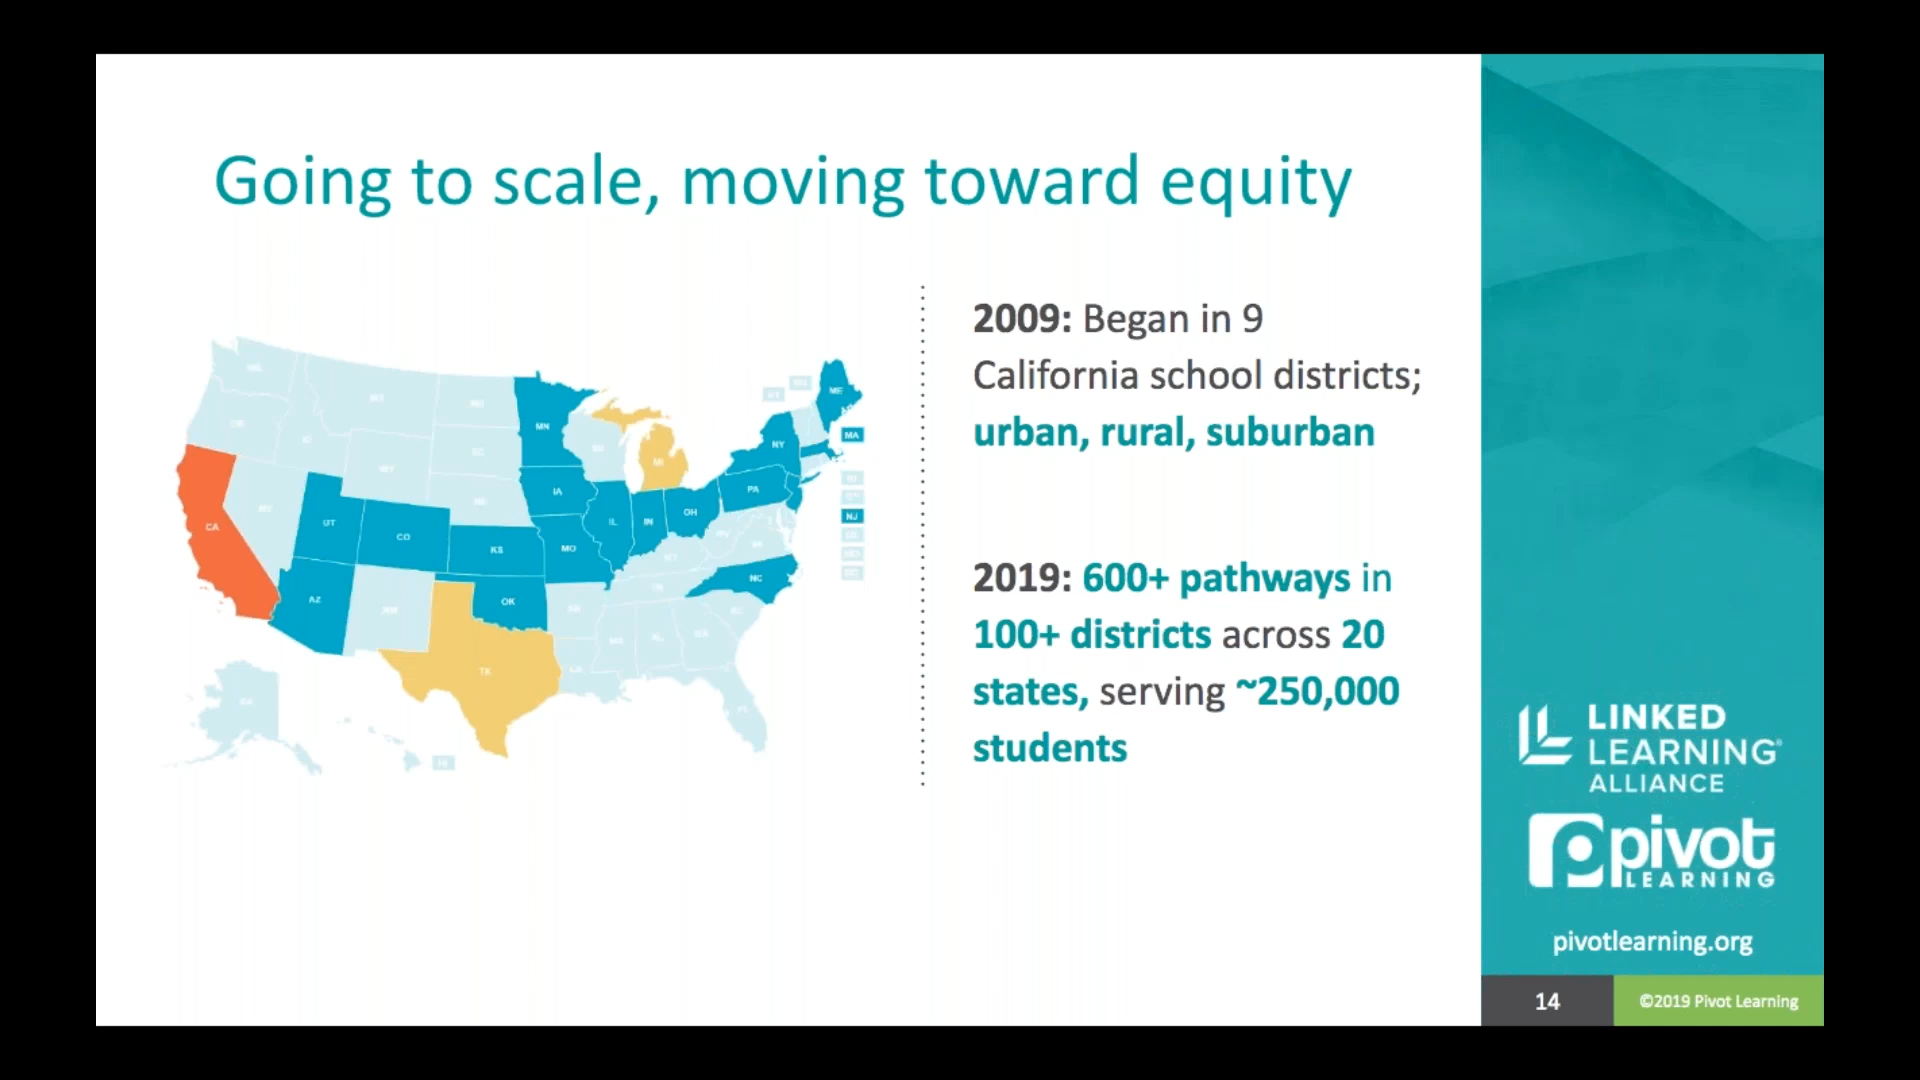 Going to scale, moving toward equity
2009: Began in 9
California school districts;
urban, rural, suburban
2019: 600+ pathways in
100+ districts across 20
states, serving ~250,000
students
ME
MN
MA
NY
MI
IA
PA
OH
IL
IN
NJ
UT
CA
CO
KS
MO
NC
AZ
OK
TX
HI
LINKED
LEARNING®
ALLIANCE
pivot
LEARNING
pivotlearning.org
14
©2019 Pivot Learning